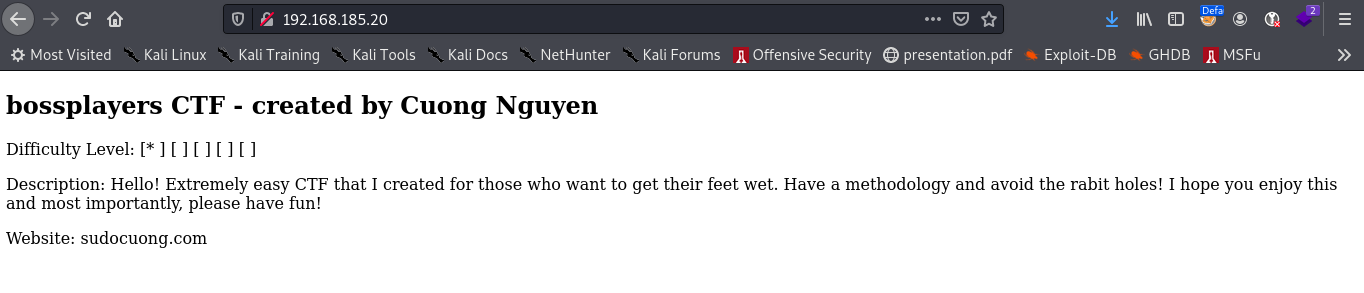 192.168.185.20
Defa
2
Most Visited Kali Linux Kali Training Kali Tools Kali Docs NetHunter Kali Forums Offensive Security presentation.pdf Exploit-DB GHDB MSFu
bossplayers CTF - created by Cuong Nguyen
Difficulty Level: [* ] [ ] [ ] [ ] [ ]
Description: Hello! Extremely easy CTF that I created for those who want to get their feet wet. Have a methodology and avoid the rabit holes! I hope you enjoy this
and most importantly, please have fun!
Website: sudocuong.com